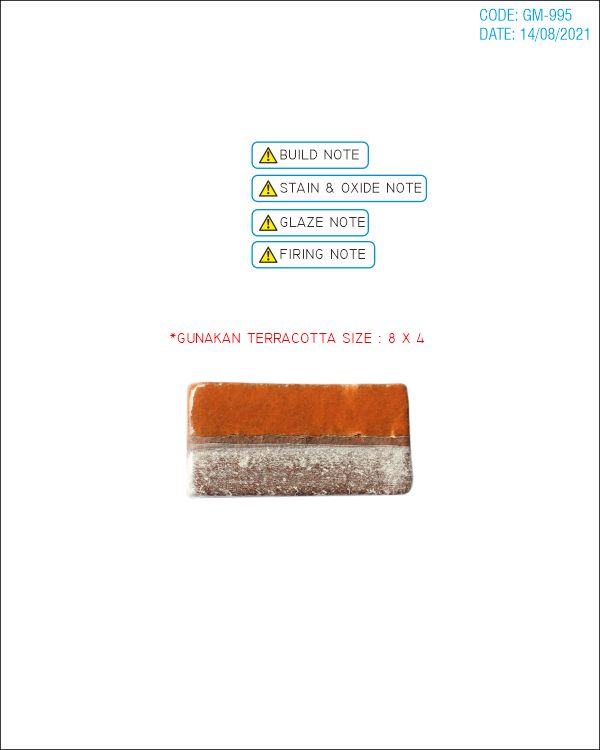 CODE: GM-995
DATE: 14/08/2021
BUILD NOTE
STAIN & OXIDE NOTE
GLAZE NOTE
FIRING NOTE
*GUNAKAN TERRACOTTA SIZE : 8 X 4